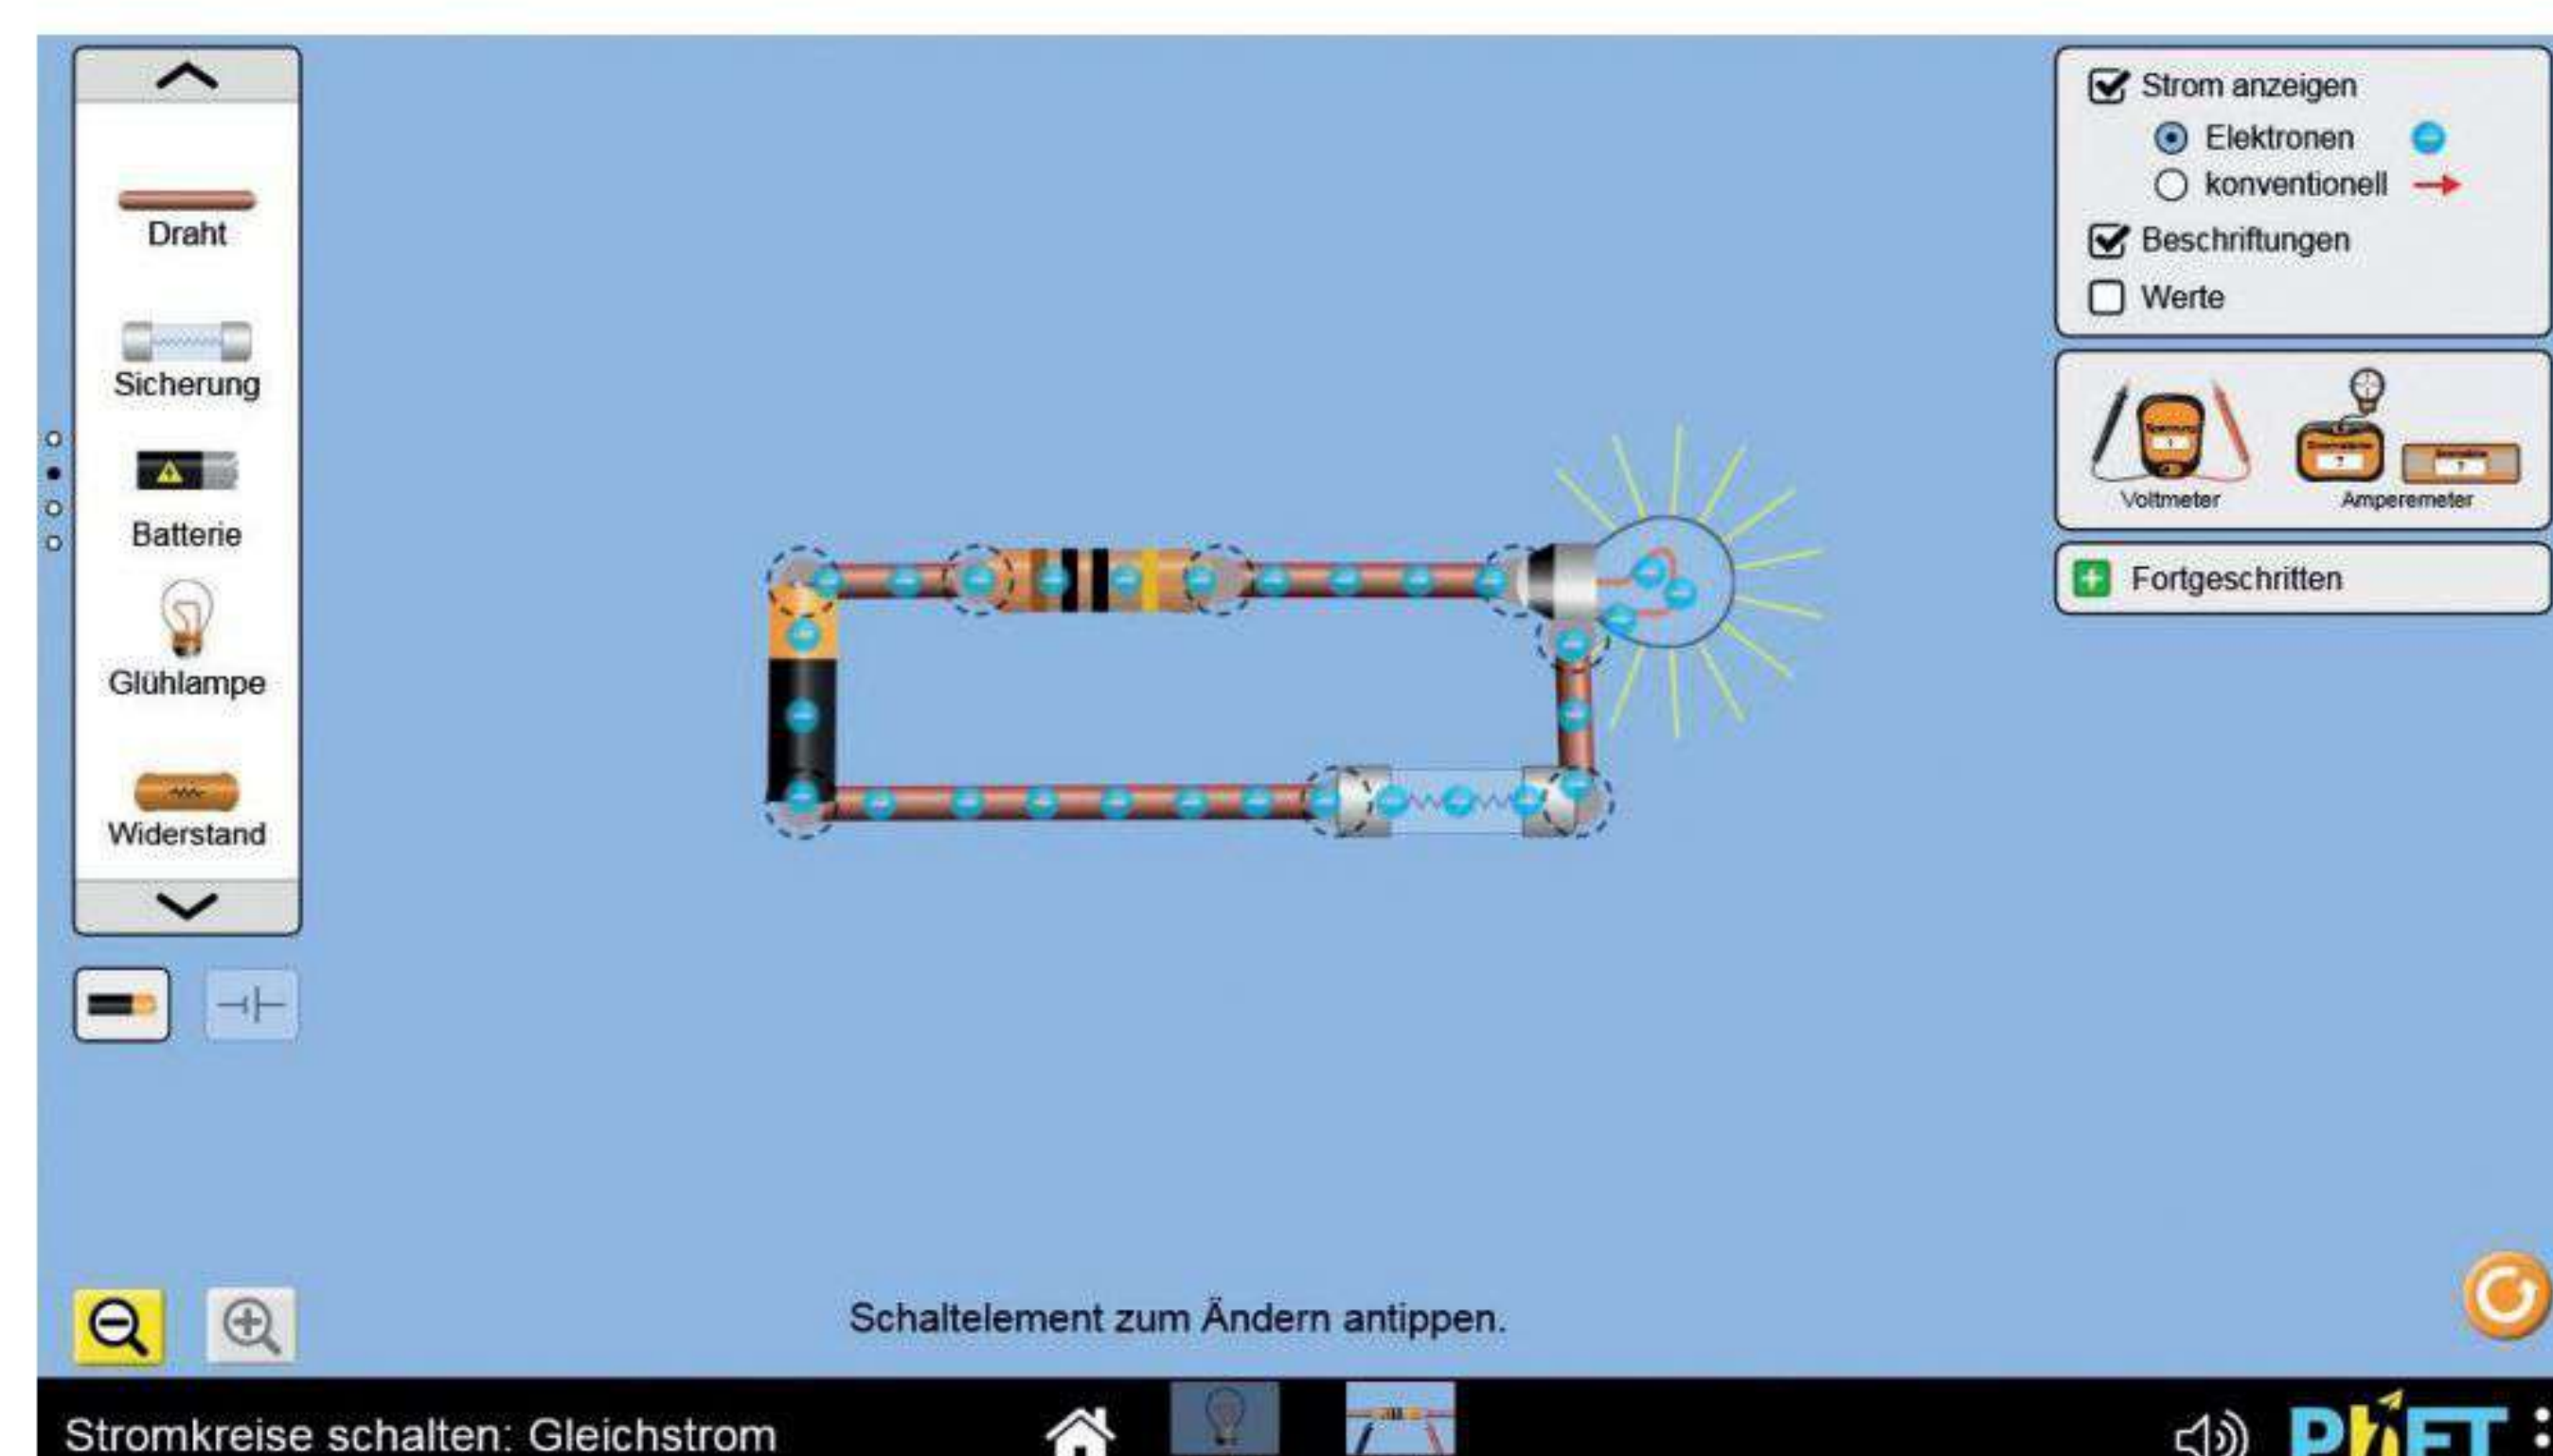 Draht
Sicherung
Batterie
Glühlampe
Widerstand
Strom anzeigen
Elektronen
konventionell
Beschriftungen
Werte
Voltmeter
Amperemeter
Fortgeschritten
Schaltelement zum Ändern antippen.
Stromkreise schalten: Gleichstrom
PhET